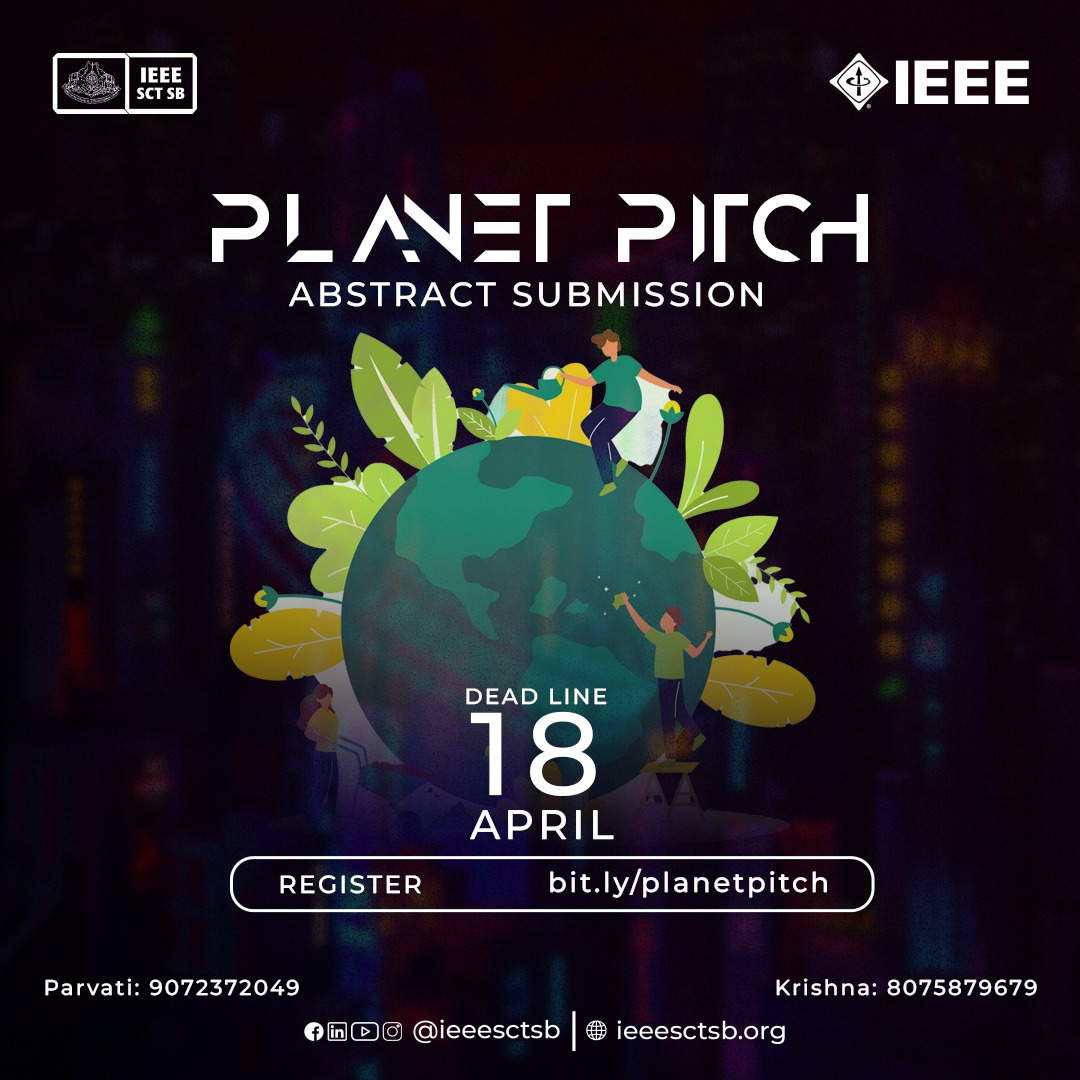 IEEE
SCT SB
IEEE
PLANET PITCH
ABSTRACT SUBMISSION
DEAD LINE
18
APRIL
REGISTER bit.ly/planetpitch
Parvati: 9072372049
Krishna: 8075879679
@ieeesctsb
ieeesctsb.org